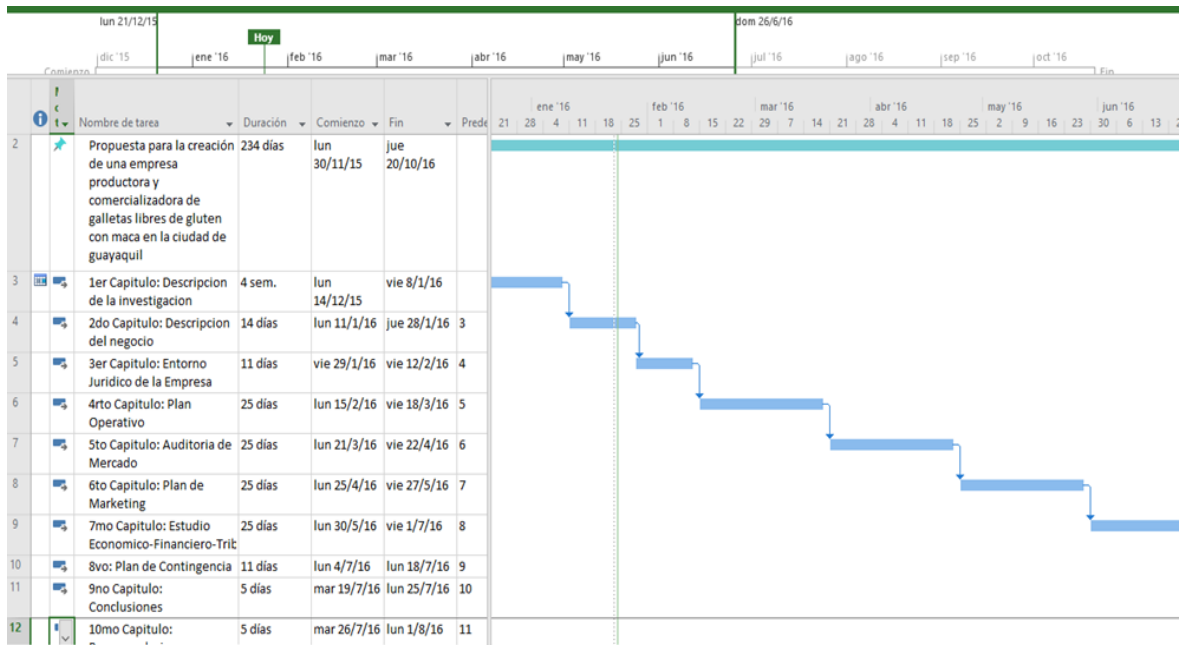 lun 21/12/15 dom 26/6/16
Hoy
dic '15 ene '16 feb '16 mar '16 abr '16 may '16 jun '16 jul '16 ago '16 sep '16 oct '16
Comienzo Fin
Nombre de tarea Duración Comienzo Fin Prede
ene '16 feb '16 mar '16 abr '16 may '16 jun '16
21 28 4 11 18 25 1 8 15 22 29 7 14 21 28 4 11 18 25 2 9 16 23 30 6 13 2
2 Propuesta para la creación 234 días lun jue
de una empresa 30/11/15 20/10/16
productora y
comercializadora de
galletas libres de gluten
con maca en la ciudad de
guayaquil
3 1er Capitulo: Descripcion 4 sem. lun vie 8/1/16
de la investigacion 14/12/15
4 2do Capitulo: Descripcion 14 días lun 11/1/16 jue 28/1/16 3
del negocio
5 3er Capitulo: Entorno 11 días vie 29/1/16 vie 12/2/16 4
Juridico de la Empresa
6 4rto Capitulo: Plan 25 días lun 15/2/16 vie 18/3/16 5
Operativo
7 5to Capitulo: Auditoria de 25 días lun 21/3/16 vie 22/4/16 6
Mercado
8 6to Capitulo: Plan de 25 días lun 25/4/16 vie 27/5/16 7
Marketing
9 7mo Capitulo: Estudio 25 días lun 30/5/16 vie 1/7/16 8
Economico-Financiero-Trib
10 8vo: Plan de Contingencia 11 días lun 4/7/16 lun 18/7/16 9
11 9no Capitulo: 5 días mar 19/7/16 lun 25/7/16 10
Conclusiones
12 10mo Capitulo: 5 días mar 26/7/16 lun 1/8/16 11